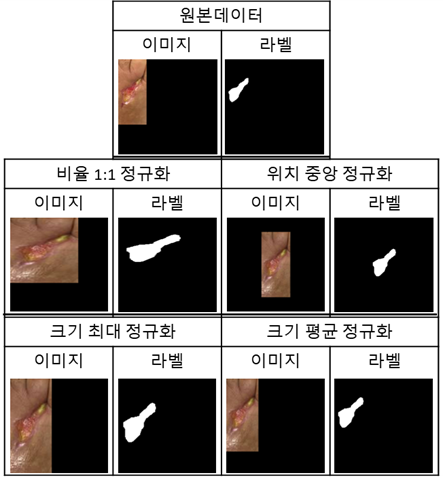 원본데이터
이미지 라벨
비율 1:1 정규화 위치 중앙 정규화
이미지 라벨 이미지 라벨
크기 최대 정규화 크기 평균 정규화
이미지 라벨 이미지 라벨